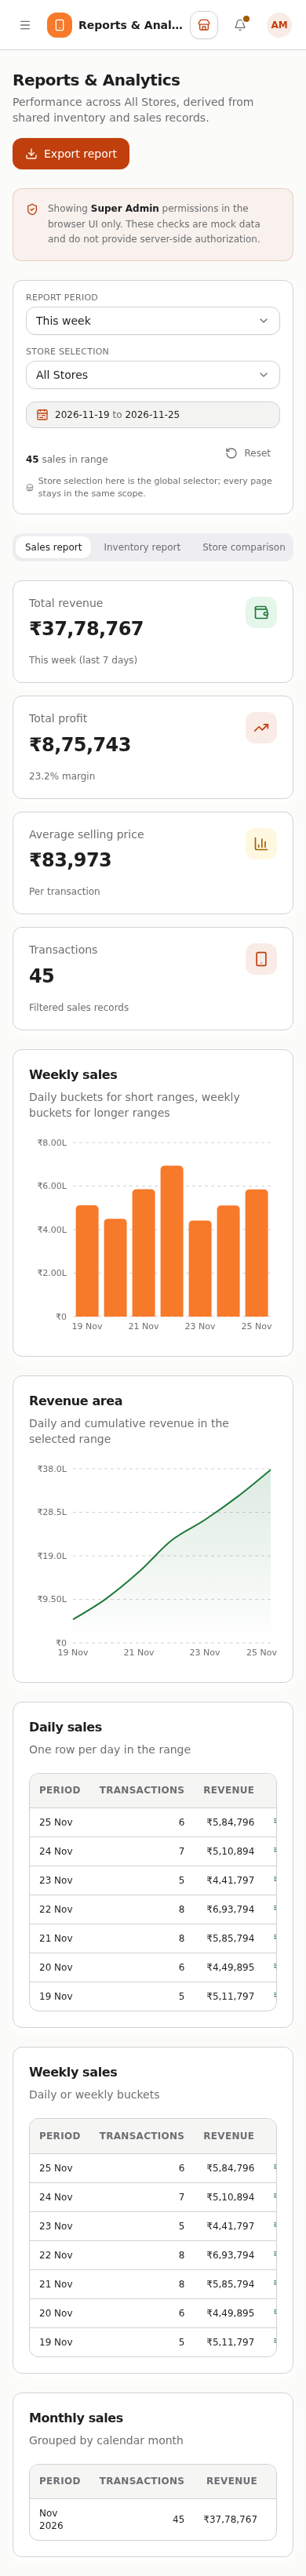 Reports & Anal...
AM
Reports & Analytics
Performance across All Stores, derived from
shared inventory and sales records.
Export report
Showing Super Admin permissions in the
browser UI only. These checks are mock data
and do not provide server-side authorization.
REPORT PERIOD
This week
STORE SELECTION
All Stores
2026-11-19 to 2026-11-25
45 sales in range
Reset
Store selection here is the global selector; every page
stays in the same scope.
Sales report Inventory report Store comparison
Total revenue
₹37,78,767
This week (last 7 days)
Total profit
₹8,75,743
23.2% margin
Average selling price
₹83,973
Per transaction
Transactions
45
Filtered sales records
Weekly sales
Daily buckets for short ranges, weekly
buckets for longer ranges
₹8.00L
₹6.00L
₹4.00L
₹2.00L
₹0
19 Nov 21 Nov 23 Nov 25 Nov
Revenue area
Daily and cumulative revenue in the
selected range
₹38.0L
₹28.5L
₹19.0L
₹9.50L
₹0
19 Nov 21 Nov 23 Nov 25 Nov
Daily sales
One row per day in the range
PERIOD TRANSACTIONS REVENUE
25 Nov 6 ₹5,84,796
24 Nov 7 ₹5,10,894
23 Nov 5 ₹4,41,797
22 Nov 8 ₹6,93,794
21 Nov 8 ₹5,85,794
20 Nov 6 ₹4,49,895
19 Nov 5 ₹5,11,797
Weekly sales
Daily or weekly buckets
PERIOD TRANSACTIONS REVENUE
25 Nov 6 ₹5,84,796
24 Nov 7 ₹5,10,894
23 Nov 5 ₹4,41,797
22 Nov 8 ₹6,93,794
21 Nov 8 ₹5,85,794
20 Nov 6 ₹4,49,895
19 Nov 5 ₹5,11,797
Monthly sales
Grouped by calendar month
PERIOD TRANSACTIONS REVENUE
Nov
2026 45 ₹37,78,767